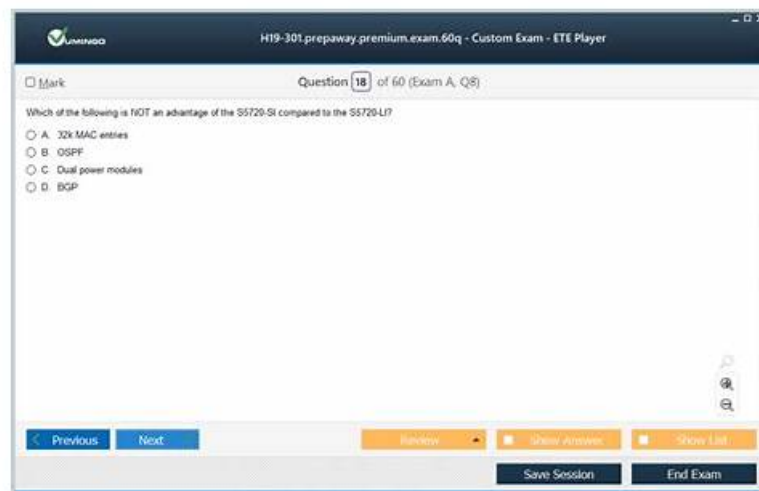 VUMINGO
H19-301.prepaway.premium.exam.60q - Custom Exam - ETE Player
Mark
Question 18 of 60 (Exam A, Q8)
Which of the following is NOT an advantage of the S5720-SI compared to the S5720-LI?
A. 32k MAC entries
B. OSPF
C. Dual power modules
D. BGP
Previous
Next
Review
Show Answer
Show List
Save Session
End Exam